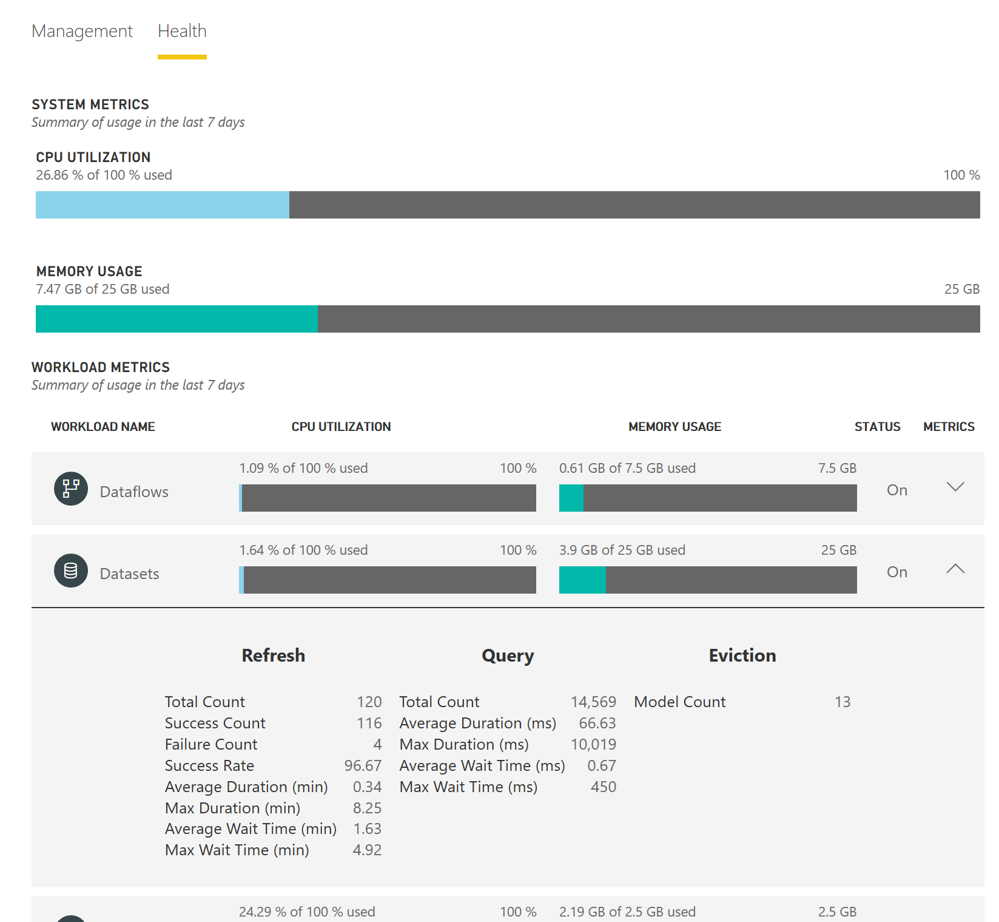 Management Health
SYSTEM METRICS
Summary of usage in the last 7 days
CPU UTILIZATION
26.86 % of 100 % used 100 %
MEMORY USAGE
7.47 GB of 25 GB used 25 GB
WORKLOAD METRICS
Summary of usage in the last 7 days
WORKLOAD NAME CPU UTILIZATION MEMORY USAGE STATUS METRICS
1.09 % of 100 % used 100 % 0.61 GB of 7.5 GB used 7.5 GB
Dataflows On
1.64 % of 100 % used 100 % 3.9 GB of 25 GB used 25 GB
Datasets On
Refresh Query Eviction
Total Count 120 Total Count 14,569 Model Count 13
Success Count 116 Average Duration (ms) 66.63
Failure Count 4 Max Duration (ms) 10,019
Success Rate 96.67 Average Wait Time (ms) 0.67
Average Duration (min) 0.34 Max Wait Time (ms) 450
Max Duration (min) 8.25
Average Wait Time (min) 1.63
Max Wait Time (min) 4.92
24.29 % of 100 % used 100 % 2.19 GB of 2.5 GB used 2.5 GB